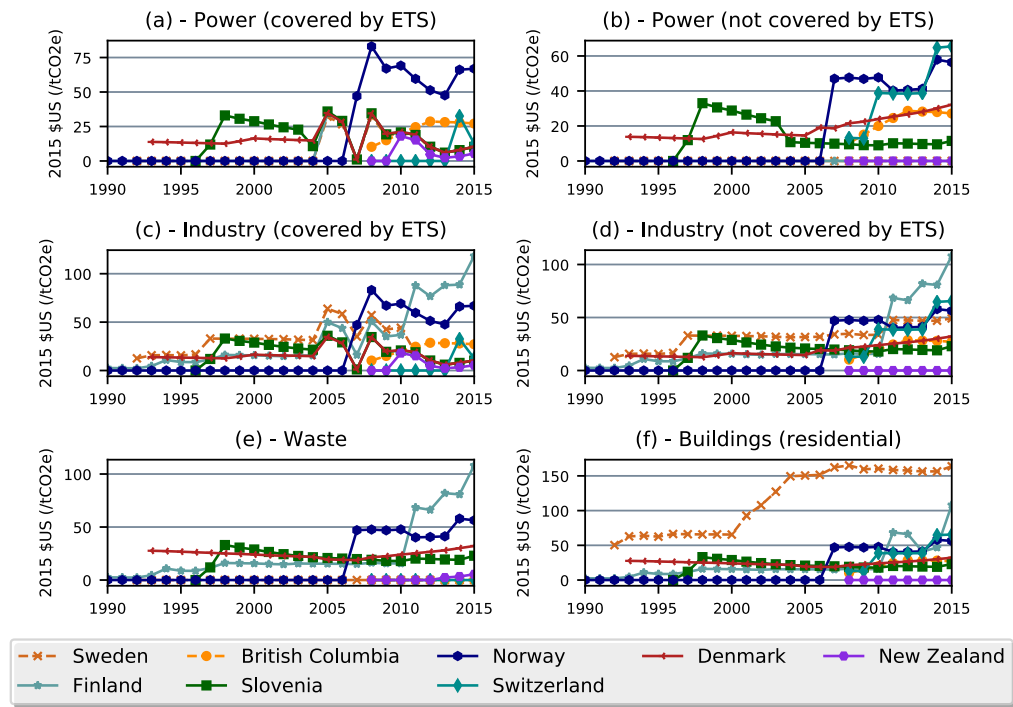 (a) - Power (covered by ETS)
2015 $US (/tCO2e)
75
50
25
0
1990 1995 2000 2005 2010 2015
(b) - Power (not covered by ETS)
2015 $US (/tCO2e)
60
40
20
0
1990 1995 2000 2005 2010 2015
(c) - Industry (covered by ETS)
2015 $US (/tCO2e)
100
50
0
1990 1995 2000 2005 2010 2015
(d) - Industry (not covered by ETS)
2015 $US (/tCO2e)
100
50
0
1990 1995 2000 2005 2010 2015
(e) - Waste
2015 $US (/tCO2e)
100
50
0
1990 1995 2000 2005 2010 2015
(f) - Buildings (residential)
2015 $US (/tCO2e)
150
100
50
0
1990 1995 2000 2005 2010 2015
Sweden British Columbia Norway Denmark New Zealand
Finland Slovenia Switzerland